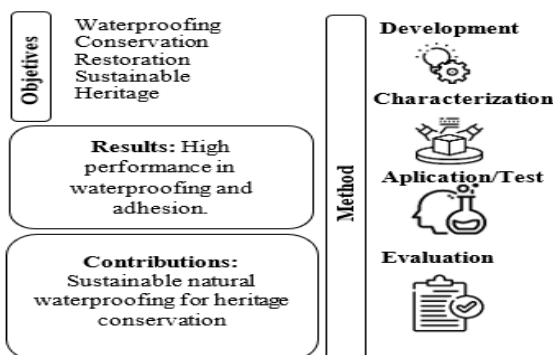 Objetives
Waterproofing
Conservation
Restoration
Sustainable
Heritage
Results: High
performance in
waterproofing and
adhesion.
Contributions:
Sustainable natural
waterproofing for heritage
conservation
Method
Development
Characterization
Aplication/Test
Evaluation